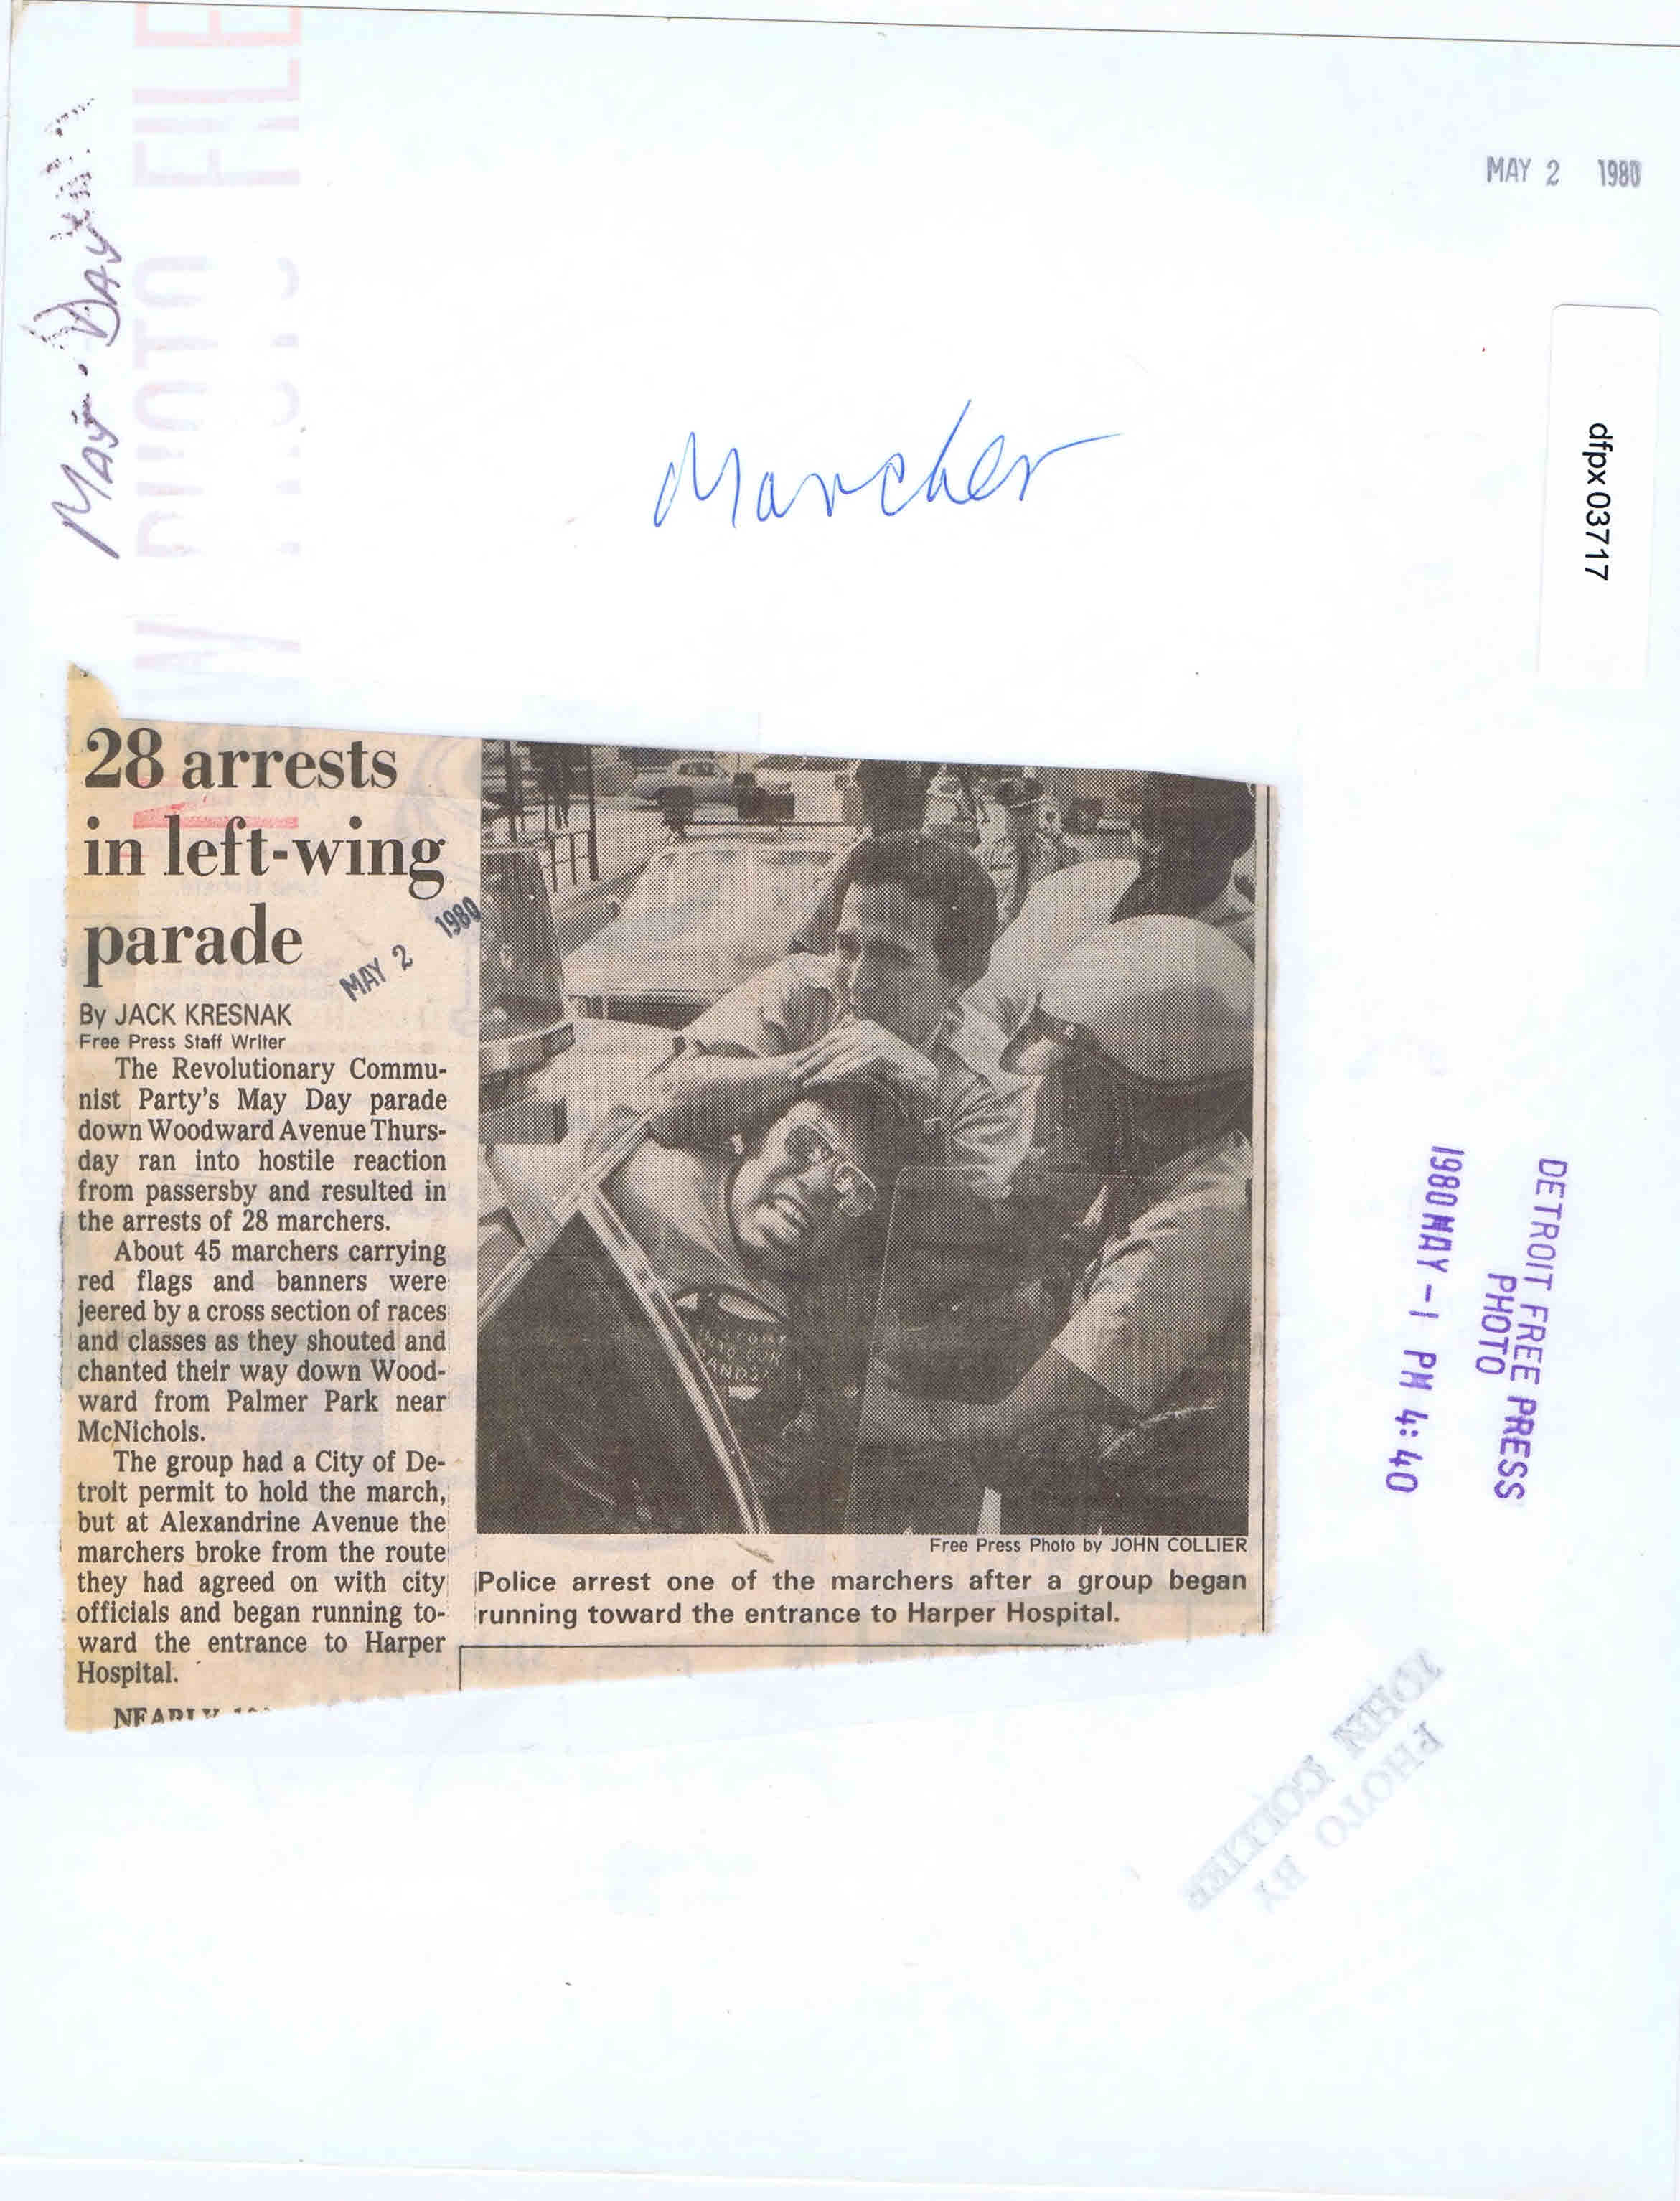 MAY 2 1980
MAY-DAY
PHOTO FILE
dfpx03717
Marcher
28 arrests
in left-wing
parade
MAY 2 1980
By JACK KRESNAK
Free Press Staff Writer
The Revolutionary Commu-
nist Party's May Day parade
down Woodward Avenue Thurs-
day ran into hostile reaction
from passersby and resulted in
the arrests of 28 marchers.
About 45 marchers carrying
red flags and banners were
jeered by a cross section of races
and classes as they shouted and
chanted their way down Wood-
ward from Palmer Park near
McNichols.
The group had a City of De-
troit permit to hold the march,
but at Alexandrine Avenue the
marchers broke from the route
they had agreed on with city
officials and began running to-
ward the entrance to Harper
Hospital.
NEARLY
Free Press Photo by JOHN COLLIER
Police arrest one of the marchers after a group began
running toward the entrance to Harper Hospital.
DETROIT FREE PRESS
PHOTO
1980 MAY -1 PM 4:40
PHOTO BY
JOHN COLLIER